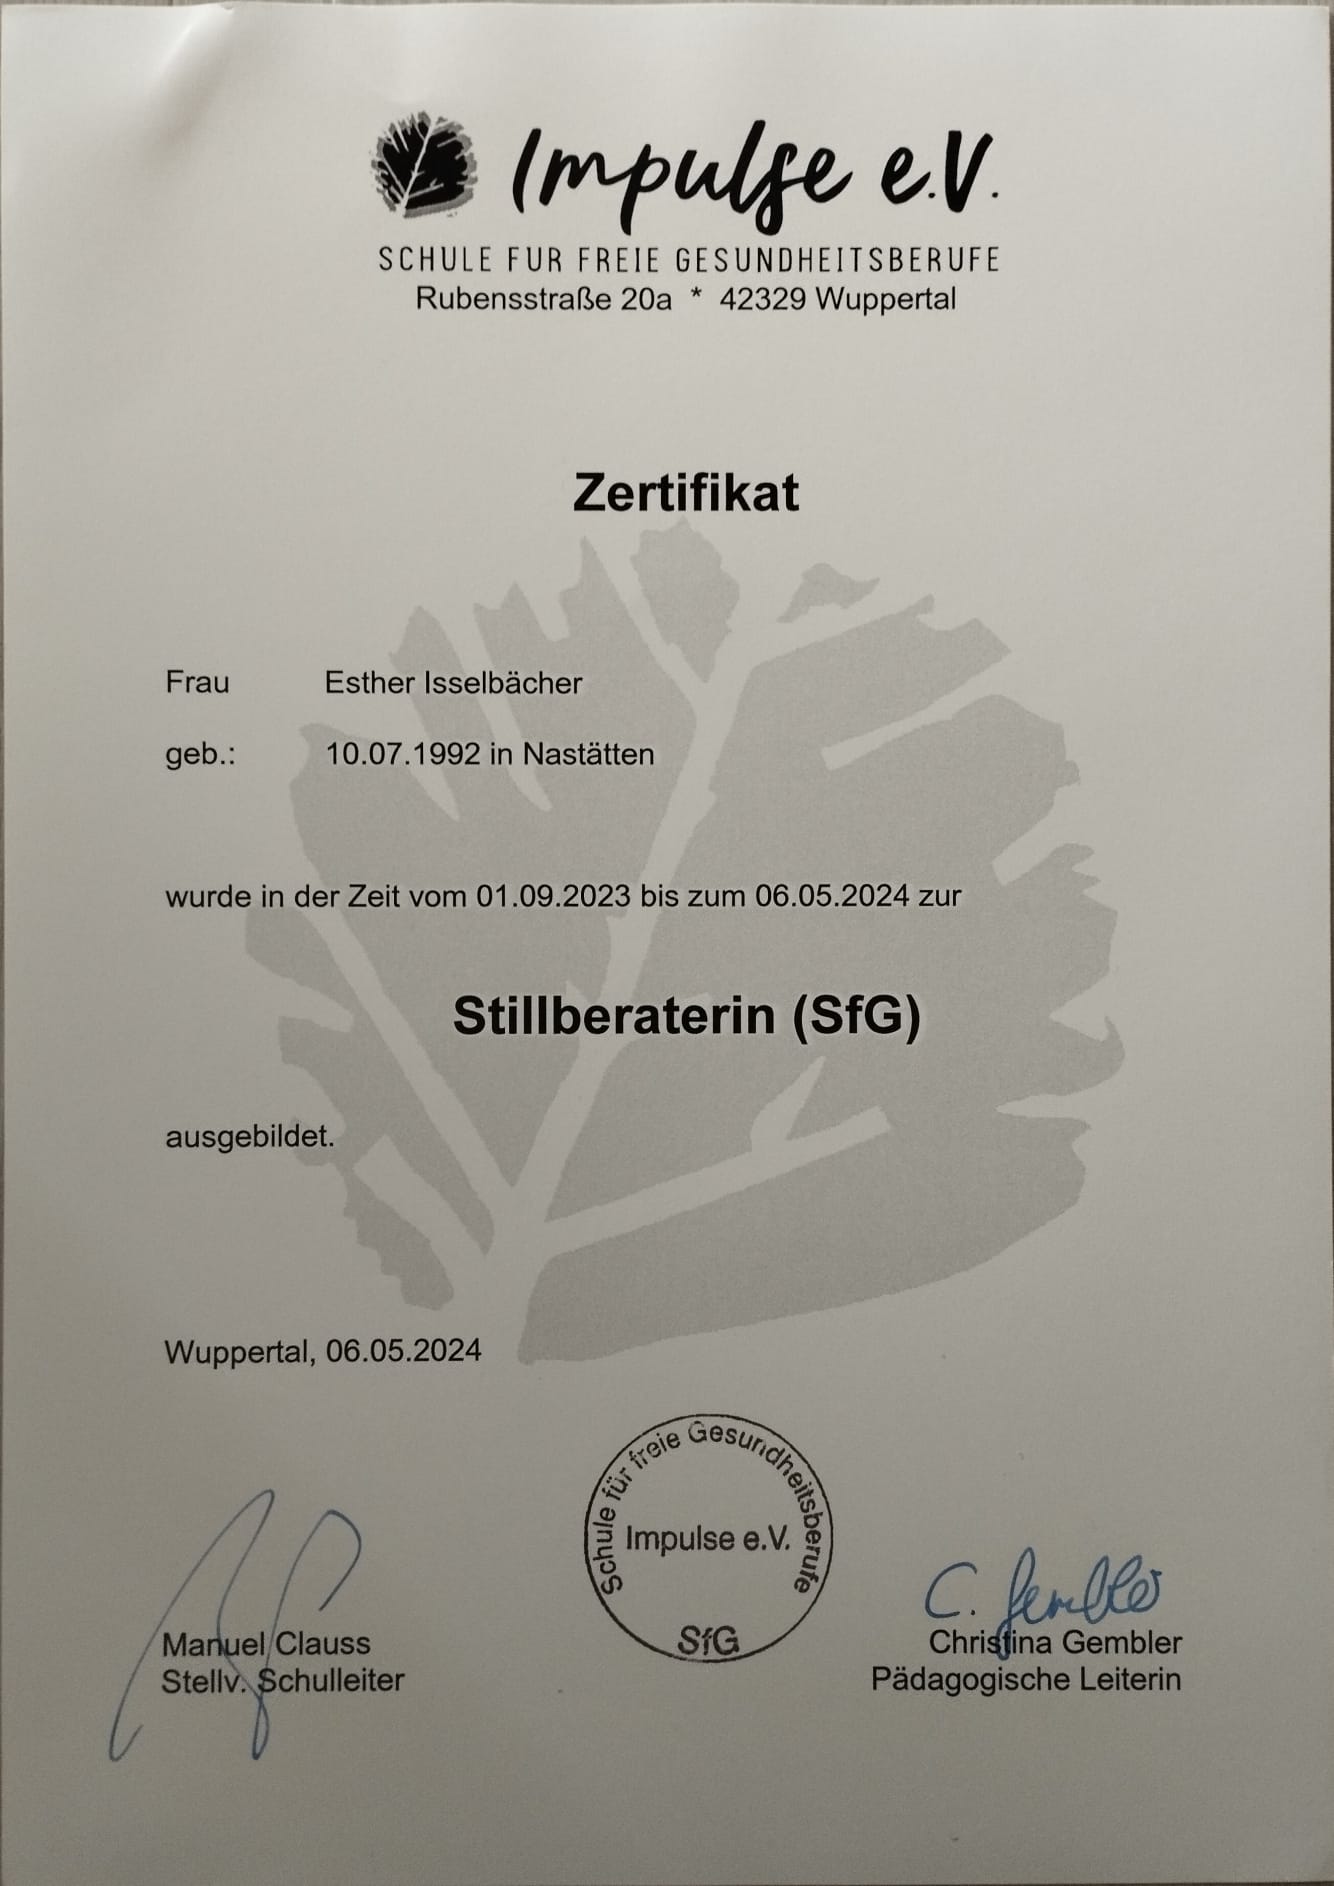 Impulse e.V.
SCHULE FUR FREIE GESUNDHEITSBERUFE
Rubensstraße 20a * 42329 Wuppertal
Zertifikat
Frau Esther Isselbächer
geb.: 10.07.1992 in Nastätten
wurde in der Zeit vom 01.09.2023 bis zum 06.05.2024 zur
Stillberaterin (SfG)
ausgebildet.
Wuppertal, 06.05.2024
Schule für freie Gesundheitsberufe
Impulse e.V.
SfG
C. Gembler
Manuel Clauss
Stellv. Schulleiter
Christina Gembler
Pädagogische Leiterin